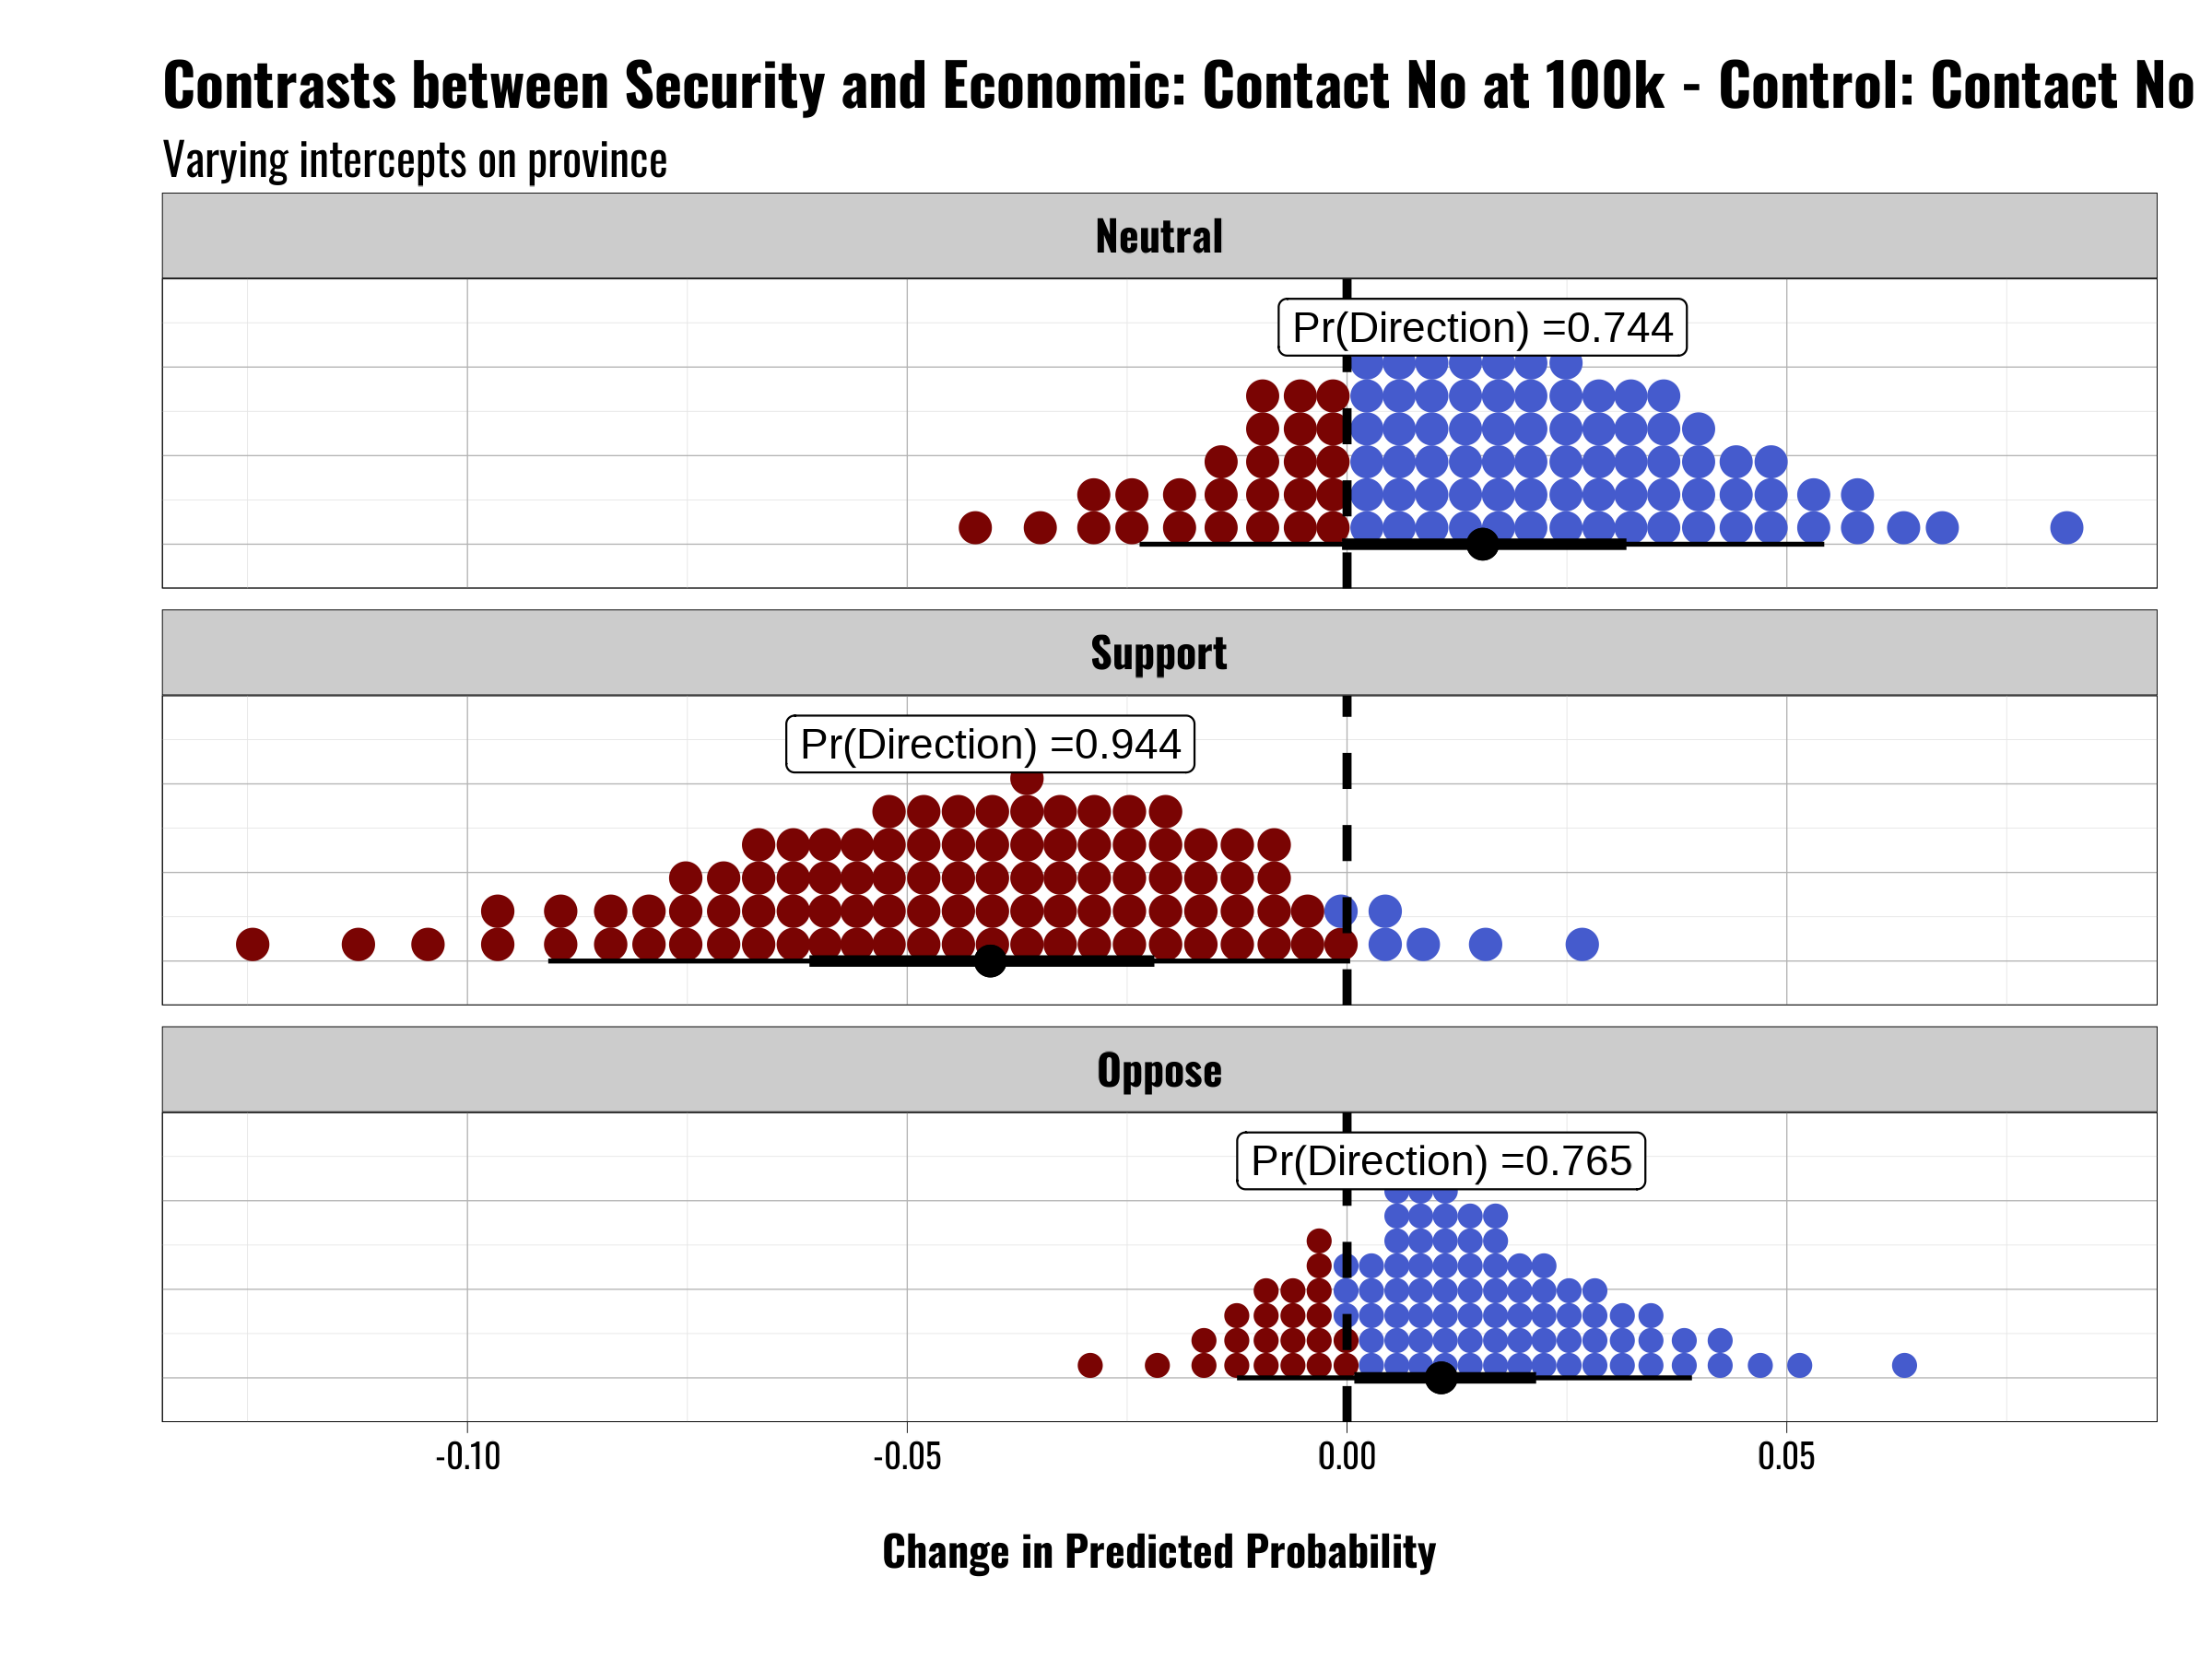 Contrasts between Security and Economic: Contact No at 100k - Control: Contact No
Varying intercepts on province
Neutral
Pr(Direction) =0.744
Support
Pr(Direction) =0.944
Oppose
Pr(Direction) =0.765
-0.10 -0.05 0.00 0.05
Change in Predicted Probability